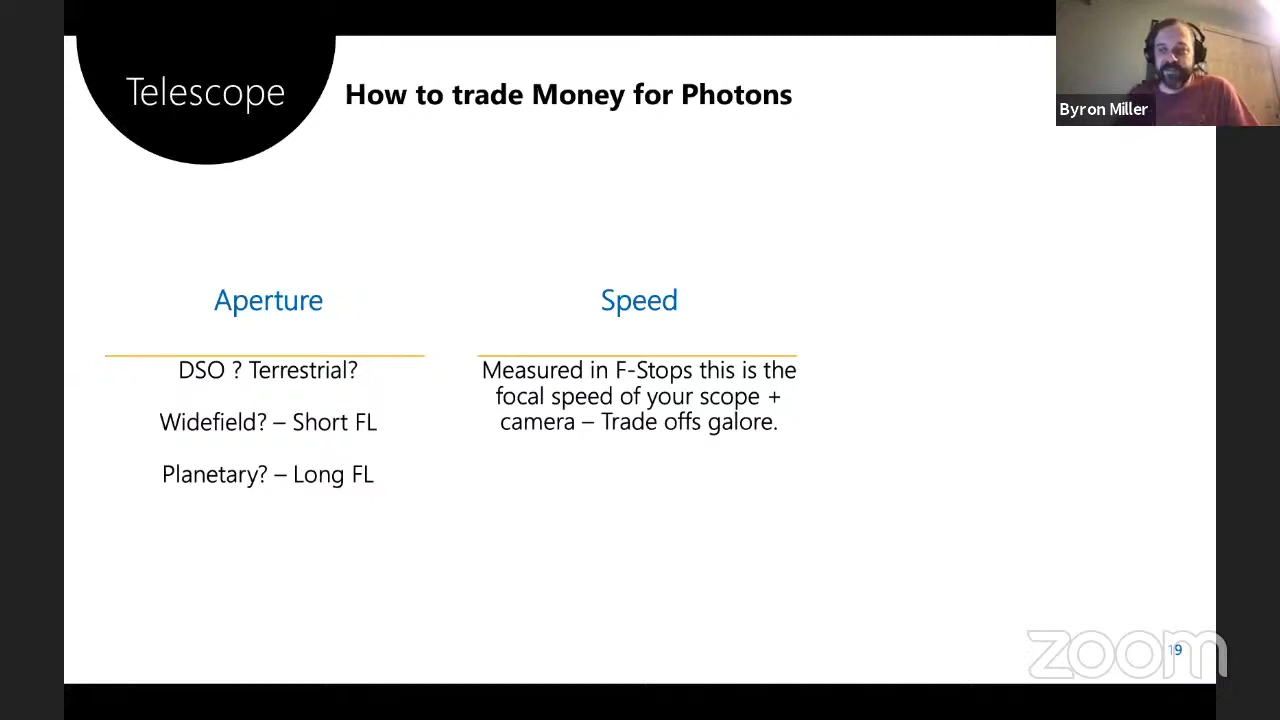 Telescope
How to trade Money for Photons
Byron Miller
Aperture
DSO ? Terrestrial?
Widefield? – Short FL
Planetary? – Long FL
Speed
Measured in F-Stops this is the
focal speed of your scope +
camera – Trade offs galore.
zoom
19